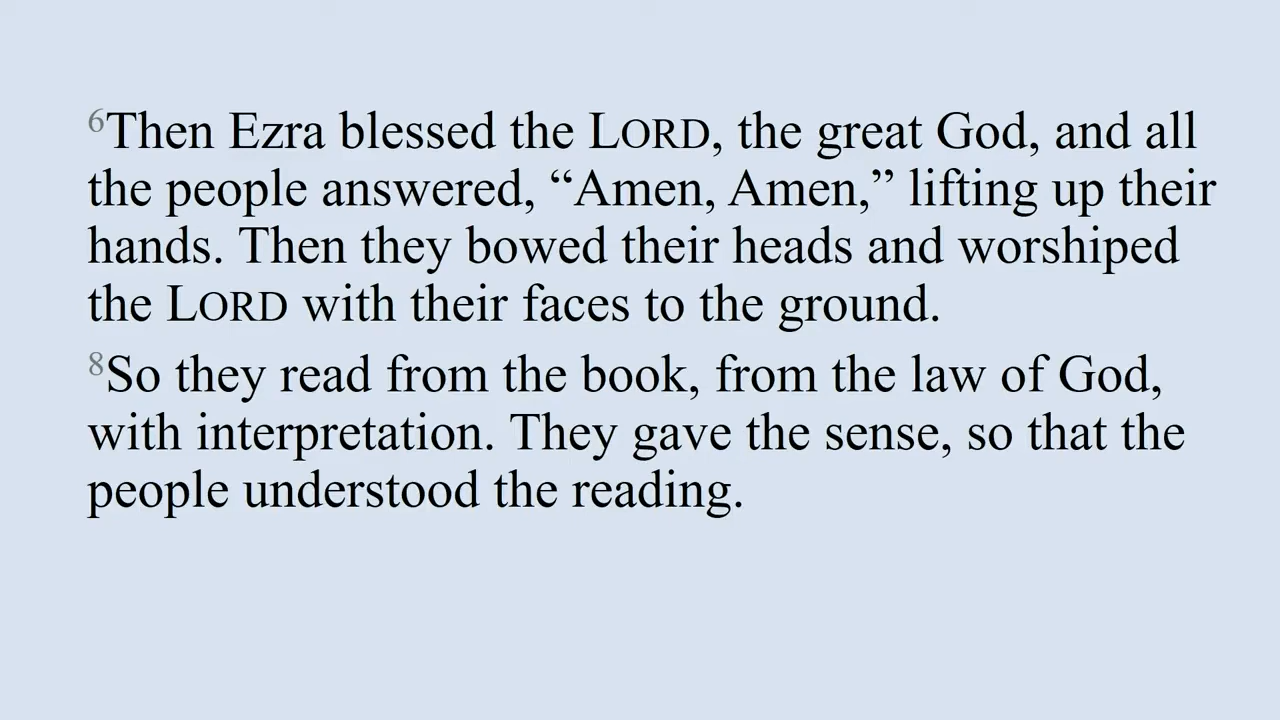 6Then Ezra blessed the LORD, the great God, and all
the people answered, “Amen, Amen,” lifting up their
hands. Then they bowed their heads and worshiped
the LORD with their faces to the ground.
8So they read from the book, from the law of God,
with interpretation. They gave the sense, so that the
people understood the reading.